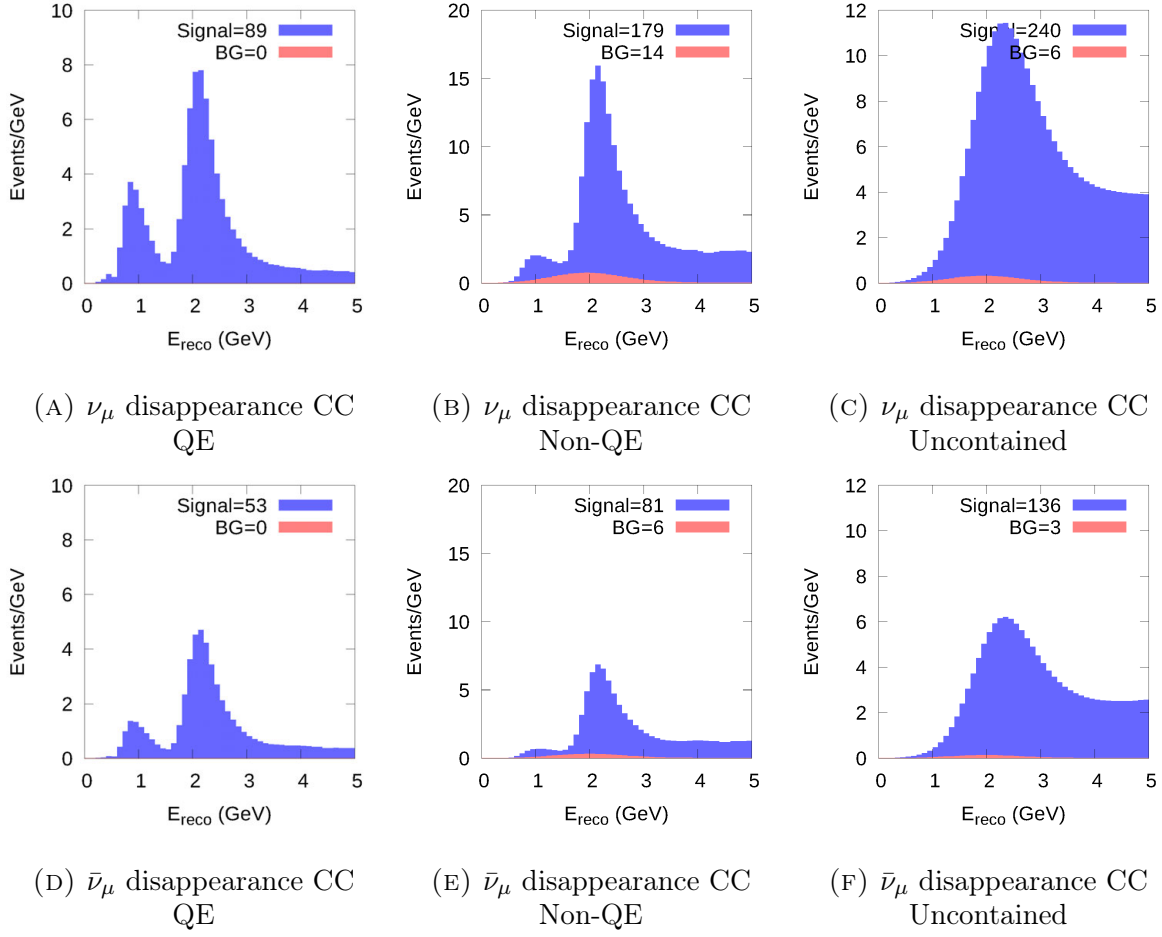 Events/GeV
10
8
6
4
2
0
Signal=89
BG=0
0 1 2 3 4 5
E_reco (GeV)
(A) ν_μ disappearance CC
QE
Events/GeV
20
15
10
5
0
Signal=179
BG=14
0 1 2 3 4 5
E_reco (GeV)
(B) ν_μ disappearance CC
Non-QE
Events/GeV
12
10
8
6
4
2
0
Signal=240
BG=6
0 1 2 3 4 5
E_reco (GeV)
(C) ν_μ disappearance CC
Uncontained
Events/GeV
10
8
6
4
2
0
Signal=53
BG=0
0 1 2 3 4 5
E_reco (GeV)
(D) ν̄_μ disappearance CC
QE
Events/GeV
20
15
10
5
0
Signal=81
BG=6
0 1 2 3 4 5
E_reco (GeV)
(E) ν̄_μ disappearance CC
Non-QE
Events/GeV
12
10
8
6
4
2
0
Signal=136
BG=3
0 1 2 3 4 5
E_reco (GeV)
(F) ν̄_μ disappearance CC
Uncontained